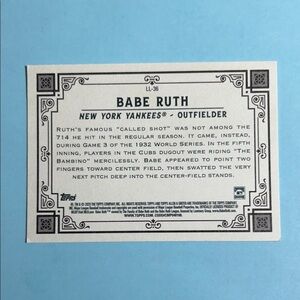 LL-36
BABE RUTH
NEW YORK YANKEES® - OUTFIELDER
RUTH'S FAMOUS "CALLED SHOT" WAS NOT AMONG THE
714 HE HIT IN THE REGULAR SEASON. IT CAME, INSTEAD,
DURING GAME 3 OF THE 1932 WORLD SERIES. IN THE FIFTH
INNING, PLAYERS IN THE CUBS DUGOUT WERE RIDING "THE
BAMBINO" MERCILESSLY. BABE APPEARED TO POINT TWO
FINGERS TOWARD CENTER FIELD, THEN SWATTED THE VERY
NEXT PITCH DEEP INTO THE CENTER-FIELD STANDS.
Topps